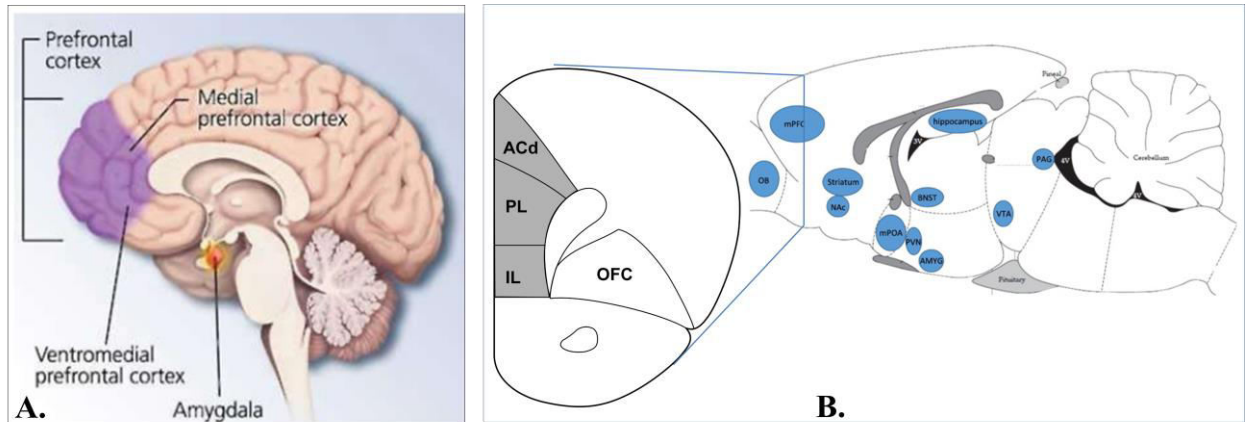 Prefrontal
cortex
Medial
prefrontal cortex
Ventromedial
prefrontal cortex
Amygdala
A.
ACd
PL
IL
OFC
mPFC
OB
Striatum
NAc
hippocampus
BNST
mPOA
PVN
AMYG
VTA
PAG
Pineal
3V
4V
Cerebellum
Pituitary
B.